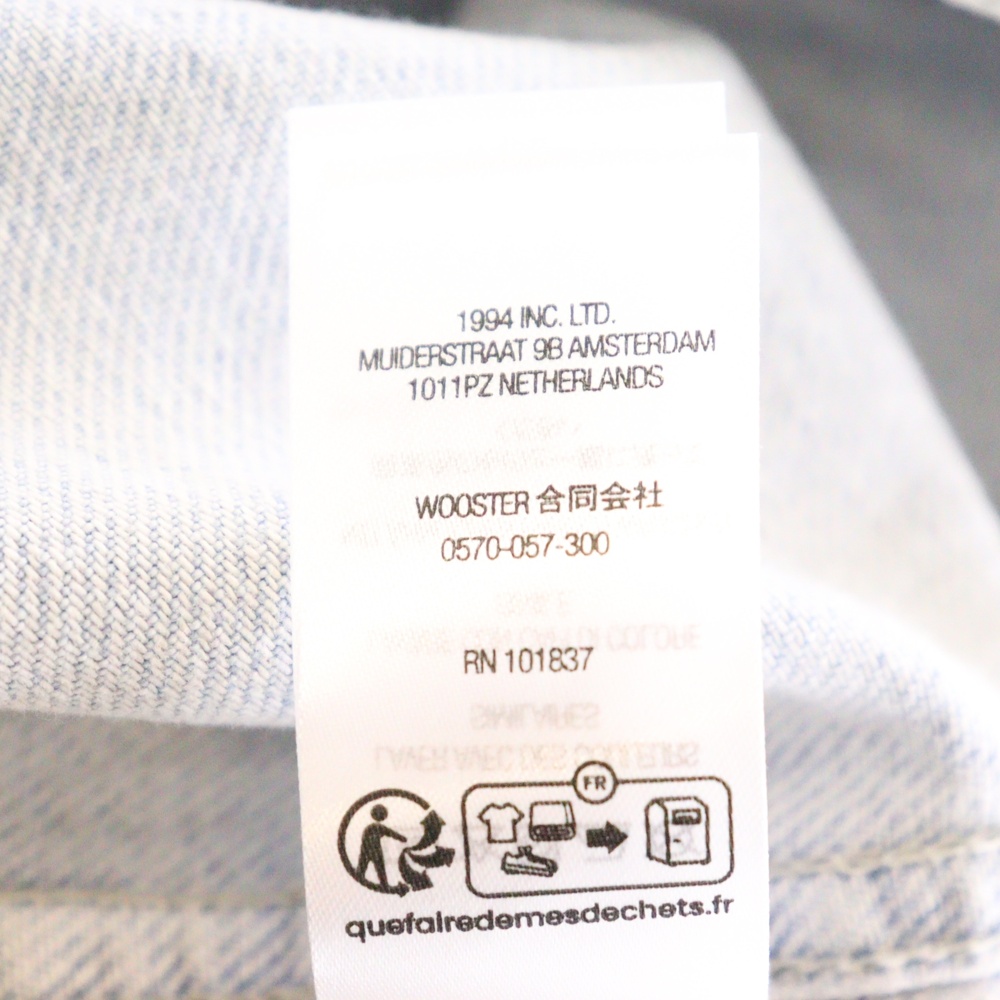 1994 INC. LTD.
MUIDERSTRAAT 9B AMSTERDAM
1011PZ NETHERLANDS
WOOSTER 合同会社
0570-057-300
RN 101837
FR
quefairedemesdechets.fr